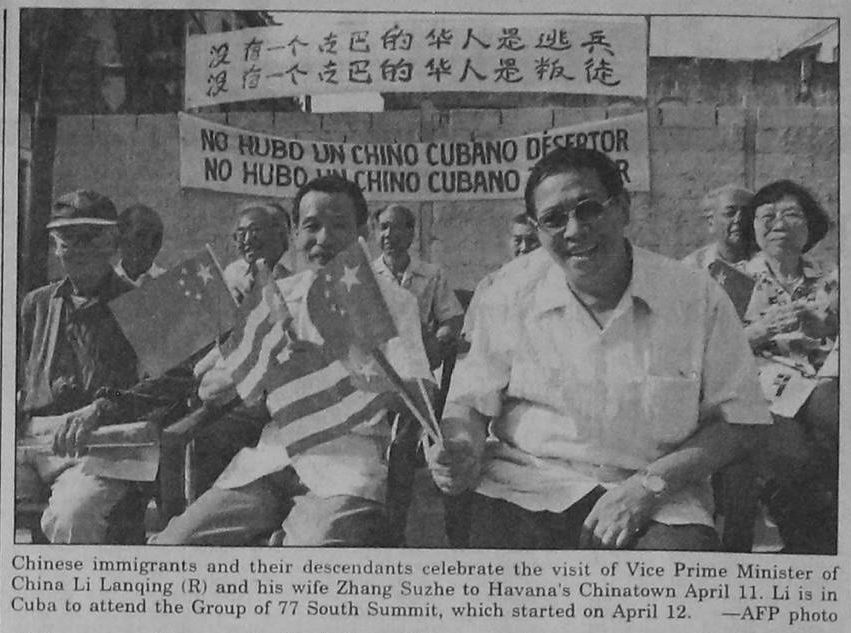 没有一个古巴的华人是逃兵
没有一个古巴的华人是叛徒
NO HUBO UN CHINO CUBANO DESERTOR
NO HUBO UN CHINO CUBANO
Chinese immigrants and their descendants celebrate the visit of Vice Prime Minister of
China Li Lanqing (R) and his wife Zhang Suzhe to Havana's Chinatown April 11. Li is in
Cuba to attend the Group of 77 South Summit, which started on April 12. —AFP photo